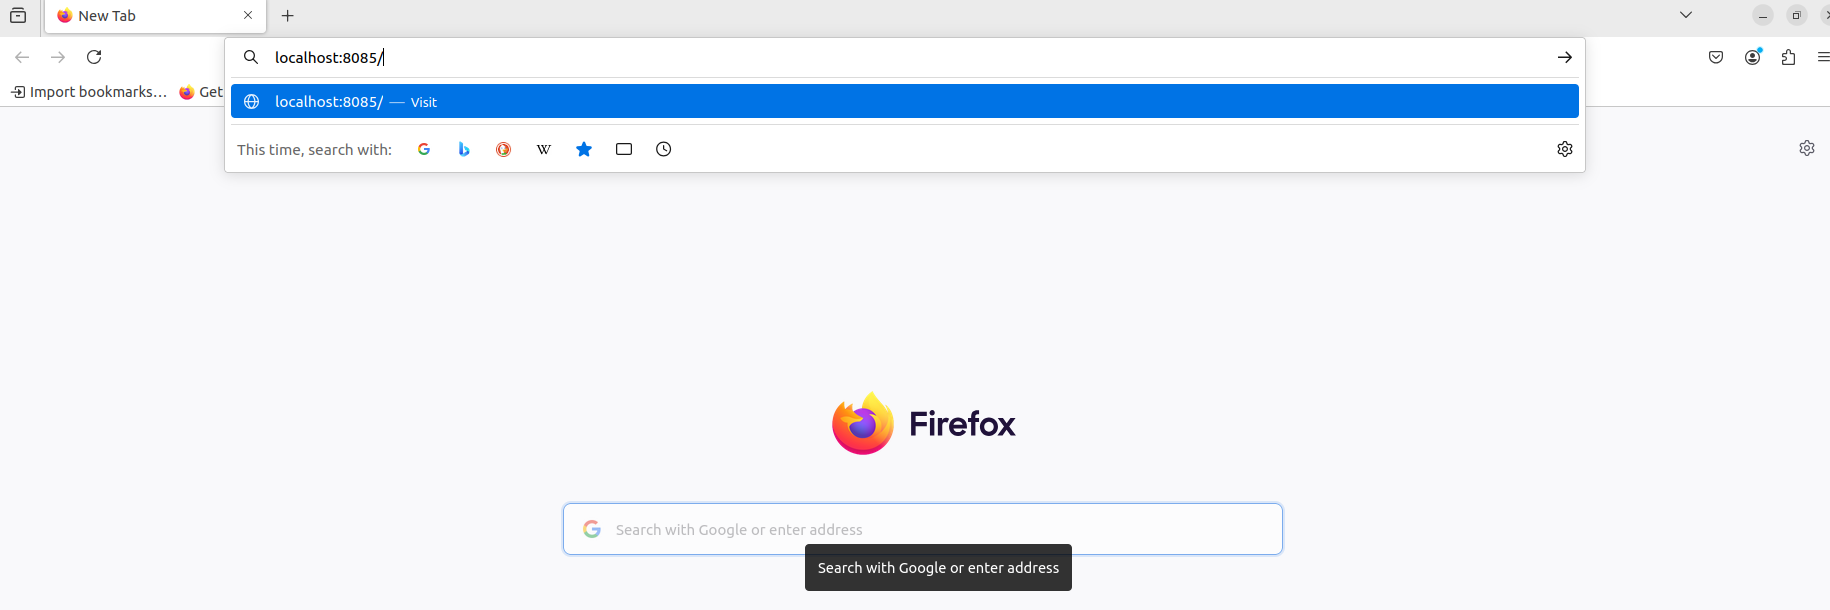 New Tab
localhost:8085/
Import bookmarks…
Get
localhost:8085/ — Visit
This time, search with:
W
Firefox
Search with Google or enter address
Search with Google or enter address